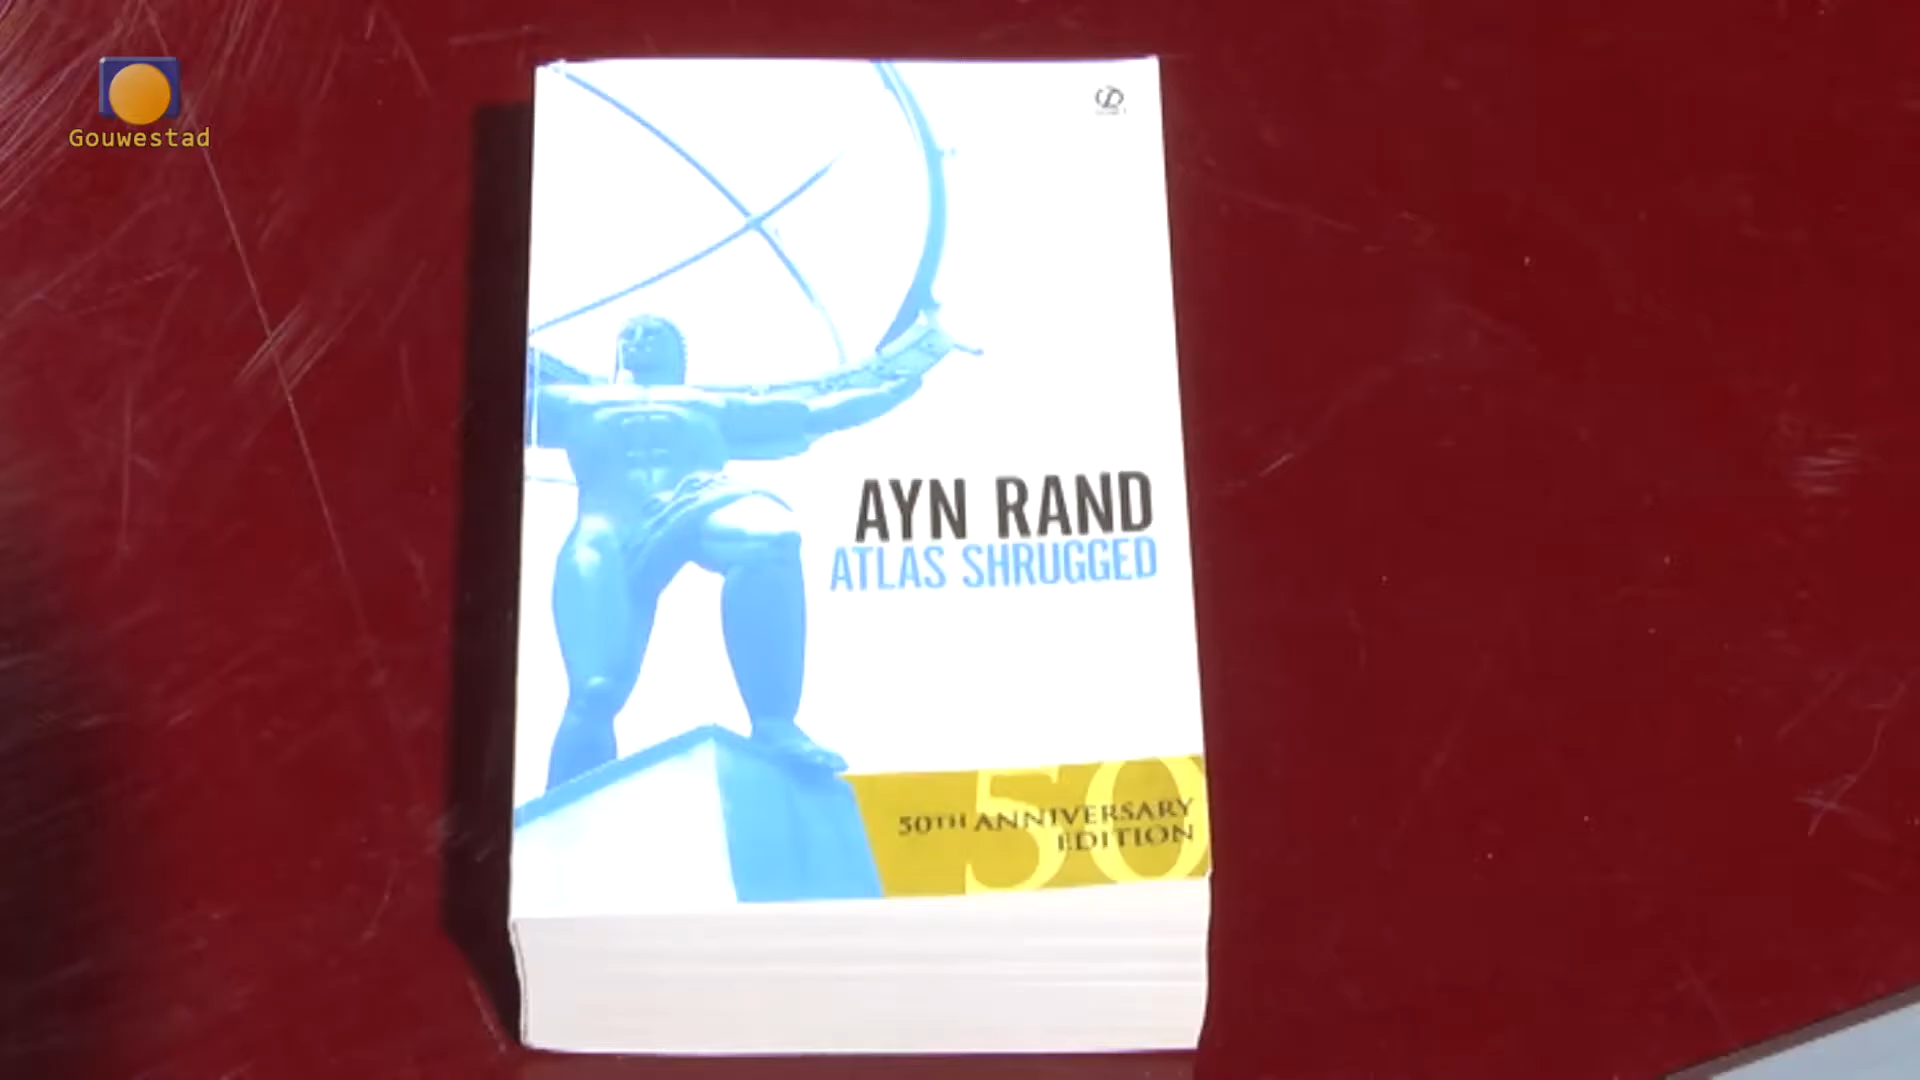 Gouwestad
AYN RAND
ATLAS SHRUGGED
50
50TH ANNIVERSARY
EDITION